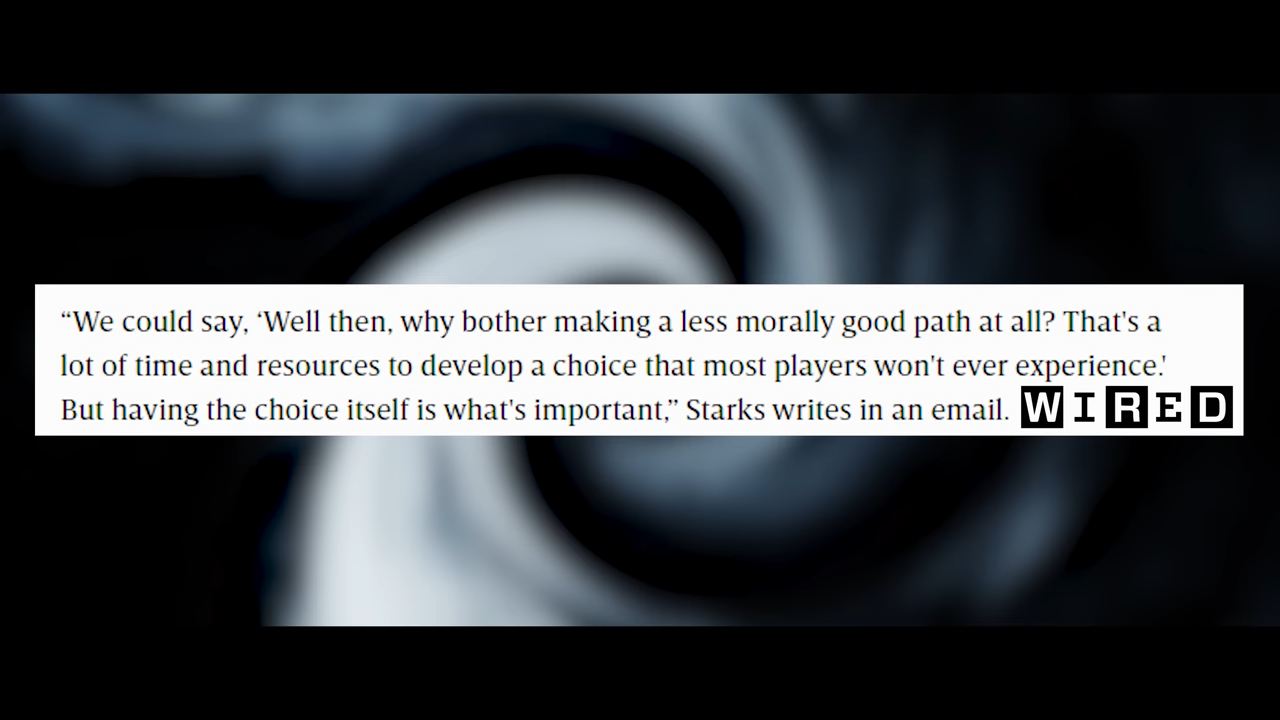 “We could say, ‘Well then, why bother making a less morally good path at all? That's a
lot of time and resources to develop a choice that most players won't ever experience.'
But having the choice itself is what's important,” Starks writes in an email. WIRED